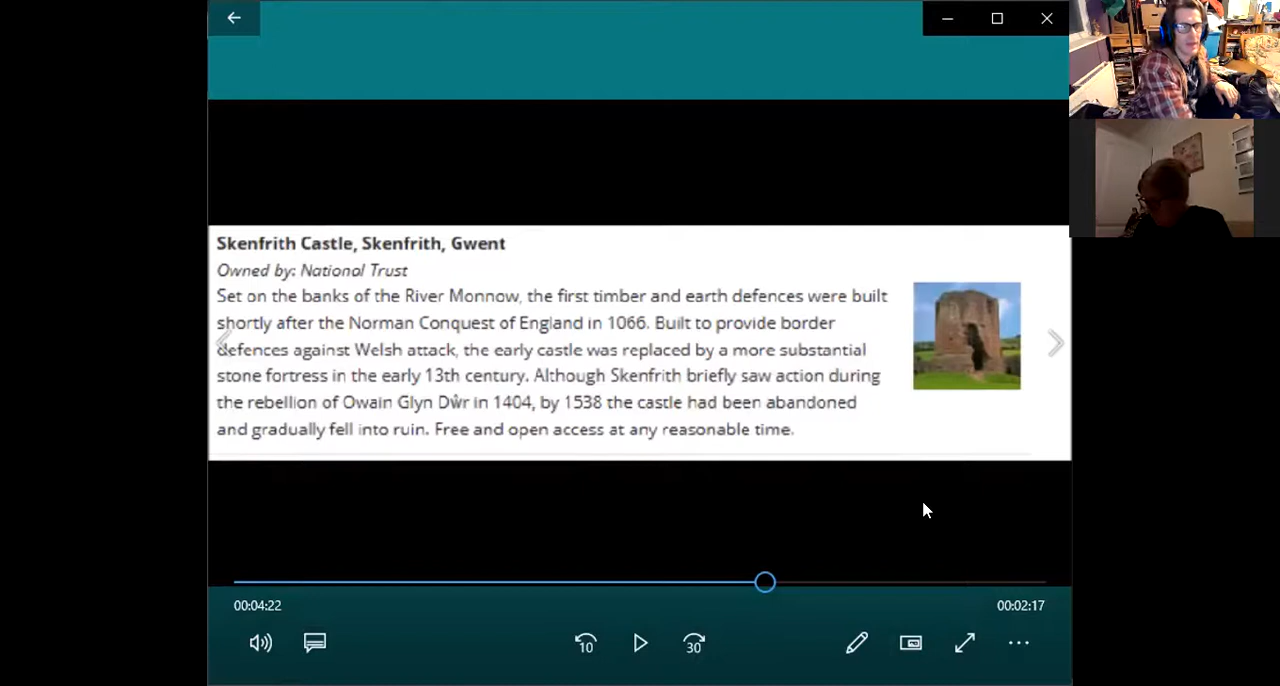 Skenfrith Castle, Skenfrith, Gwent
Owned by: National Trust
Set on the banks of the River Monnow, the first timber and earth defences were built
shortly after the Norman Conquest of England in 1066. Built to provide border
defences against Welsh attack, the early castle was replaced by a more substantial
stone fortress in the early 13th century. Although Skenfrith briefly saw action during
the rebellion of Owain Glyn Dŵr in 1404, by 1538 the castle had been abandoned
and gradually fell into ruin. Free and open access at any reasonable time.
00:04:22
00:02:17
10
30